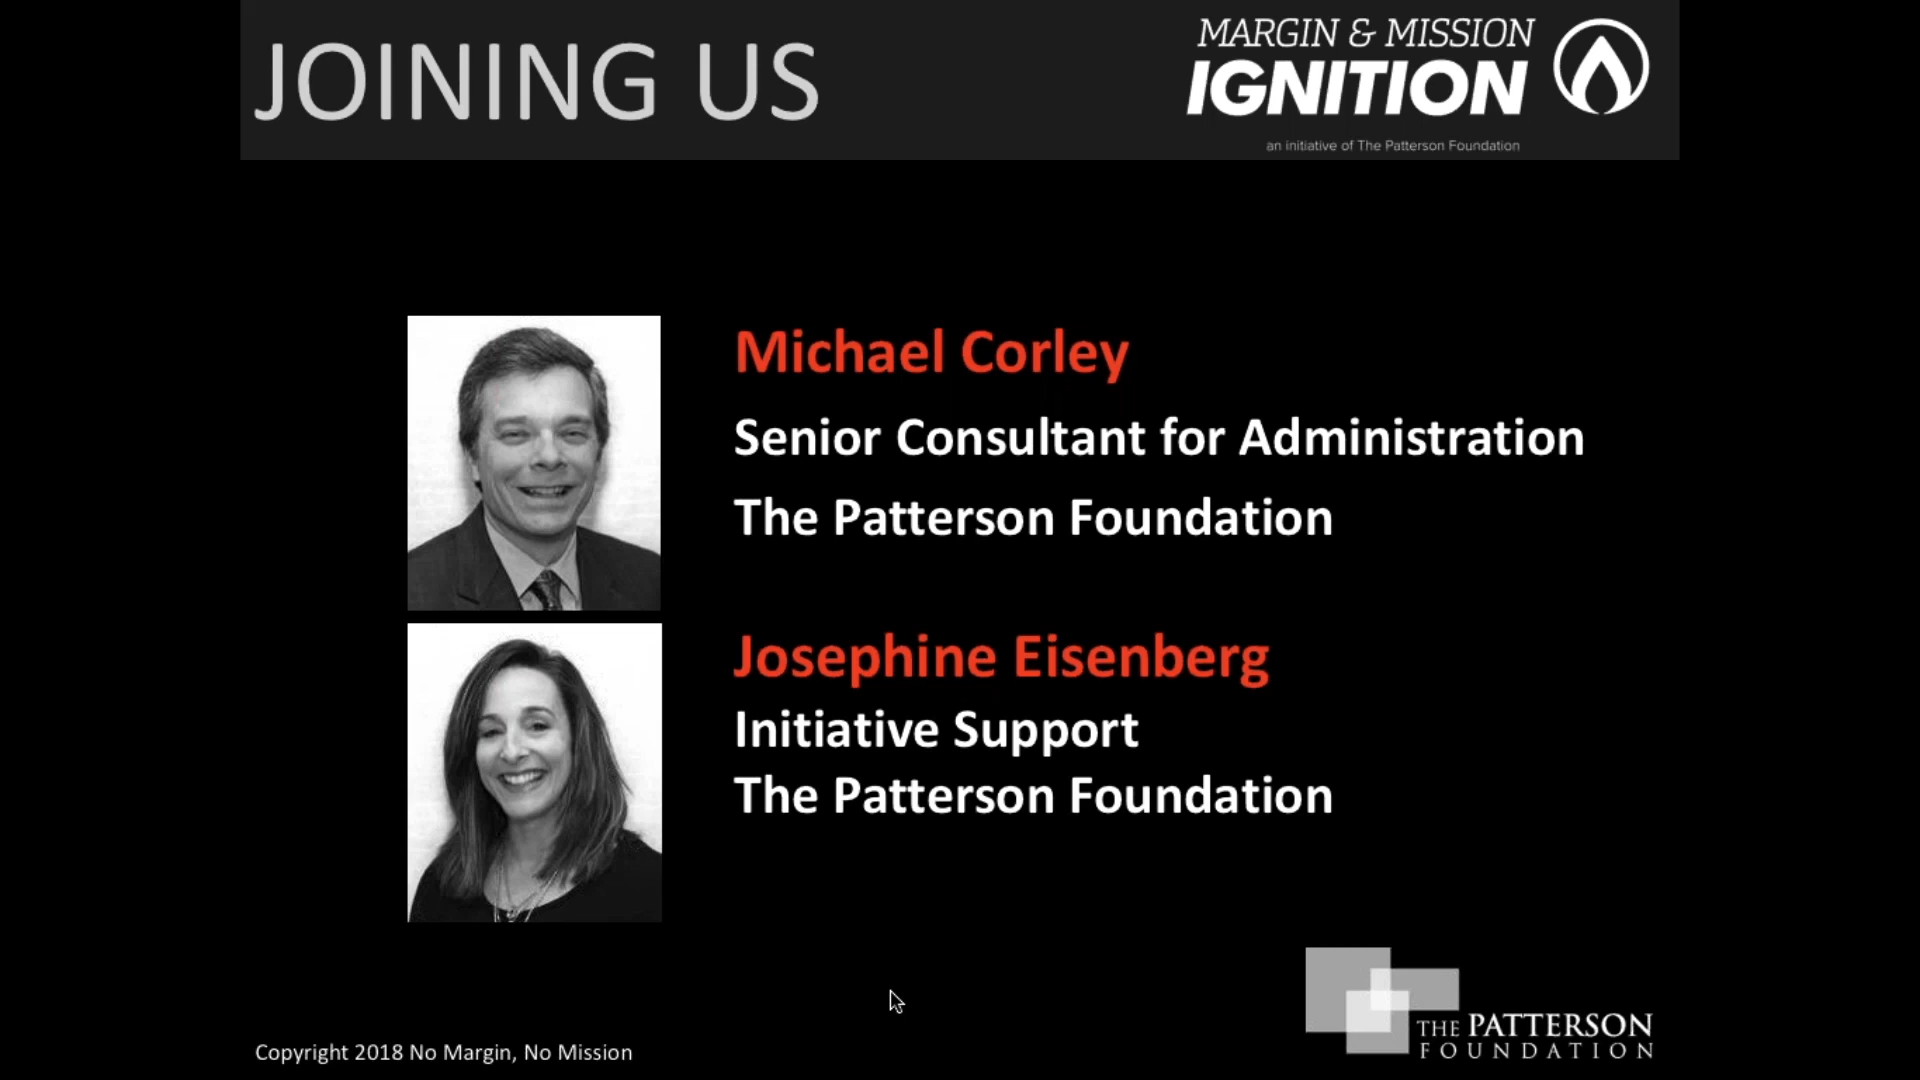 JOINING US
MARGIN & MISSION
IGNITION
an initiative of The Patterson Foundation
Michael Corley
Senior Consultant for Administration
The Patterson Foundation
Josephine Eisenberg
Initiative Support
The Patterson Foundation
THE PATTERSON
FOUNDATION
Copyright 2018 No Margin, No Mission